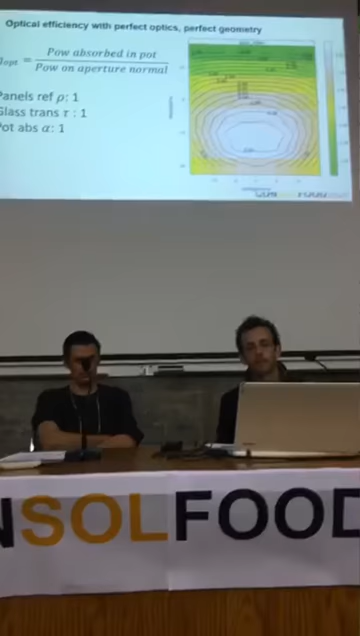 Optical efficiency with perfect optics, perfect geometry
ηopt = Pow absorbed in pot
Pow on aperture normal
Panels ref ρ: 1
Glass trans τ : 1
Pot abs α: 1
NSOLFOOD